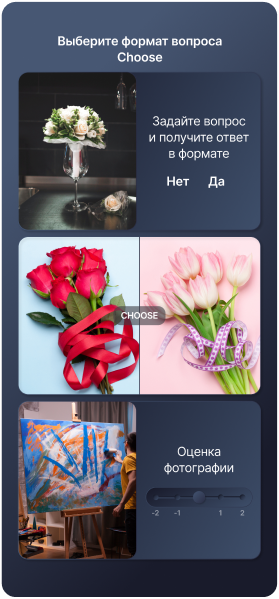 Выберите формат вопроса
Choose
Задайте вопрос
и получите ответ
в формате
Нет Да
CHOOSE
Оценка
фотографии
-2 -1 1 2